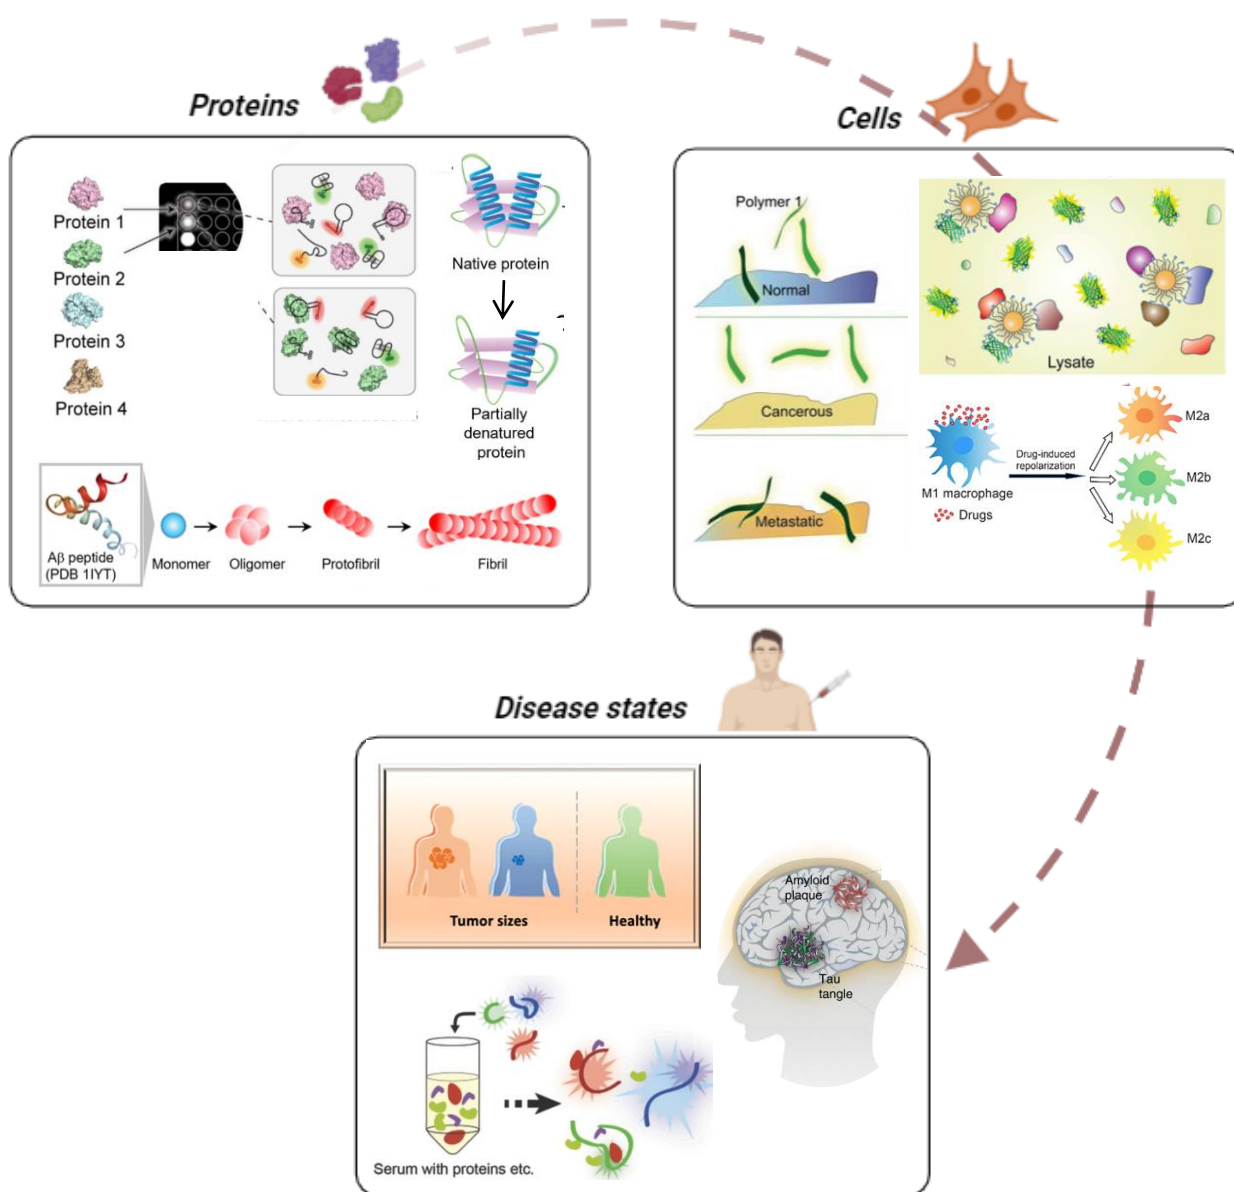 Proteins
Cells
Protein 1
Protein 2
Protein 3
Protein 4
Native protein
Partially
denatured
protein
Aβ peptide
(PDB 1IYT)
Monomer
Oligomer
Protofibril
Fibril
Polymer 1
Normal
Cancerous
Metastatic
Lysate
M1 macrophage
Drugs
Drug-induced
repolarization
M2a
M2b
M2c
Disease states
Tumor sizes
Healthy
Amyloid
plaque
Tau
tangle
Serum with proteins etc.